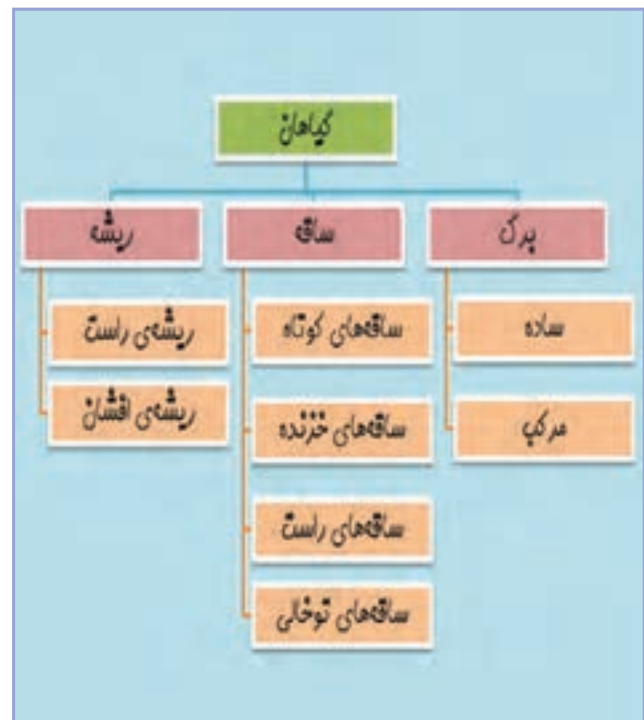 گیاهان
برگ
ساده
مرکب
ساقه
ساقه‌های کوتاه
ساقه‌های خزنده
ساقه‌های راست
ساقه‌های توخالی
ریشه
ریشه‌ی راست
ریشه‌ی افشان